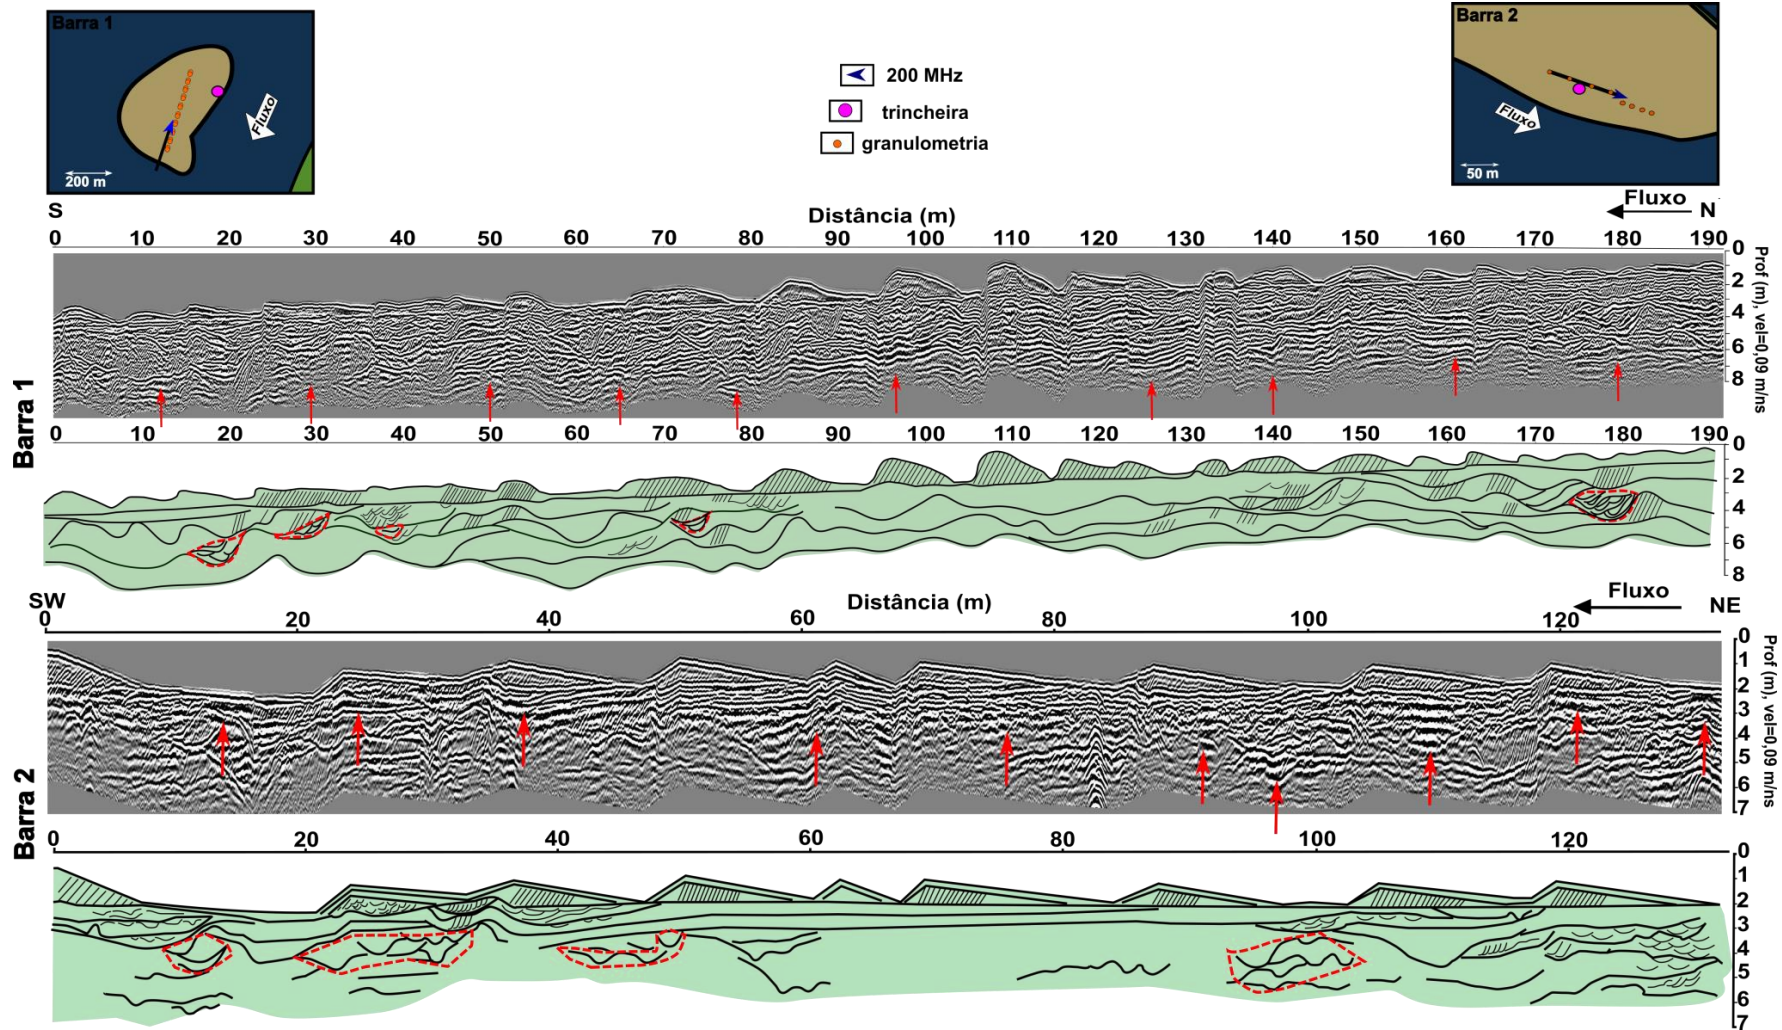 Barra 1
Fluxo
200 m
200 MHz
trincheira
granulometria
Barra 2
Fluxo
50 m
S
Distância (m)
Fluxo
N
0 10 20 30 40 50 60 70 80 90 100 110 120 130 140 150 160 170 180 190
0
2
4
6
8
Prof (m), vel=0,09 m/ns
Barra 1
0 10 20 30 40 50 60 70 80 90 100 110 120 130 140 150 160 170 180 190
0
2
4
6
8
SW
Distância (m)
Fluxo
NE
0 20 40 60 80 100 120
0
1
2
3
4
5
6
7
Prof (m), vel=0,09 m/ns
Barra 2
0 20 40 60 80 100 120
0
1
2
3
4
5
6
7